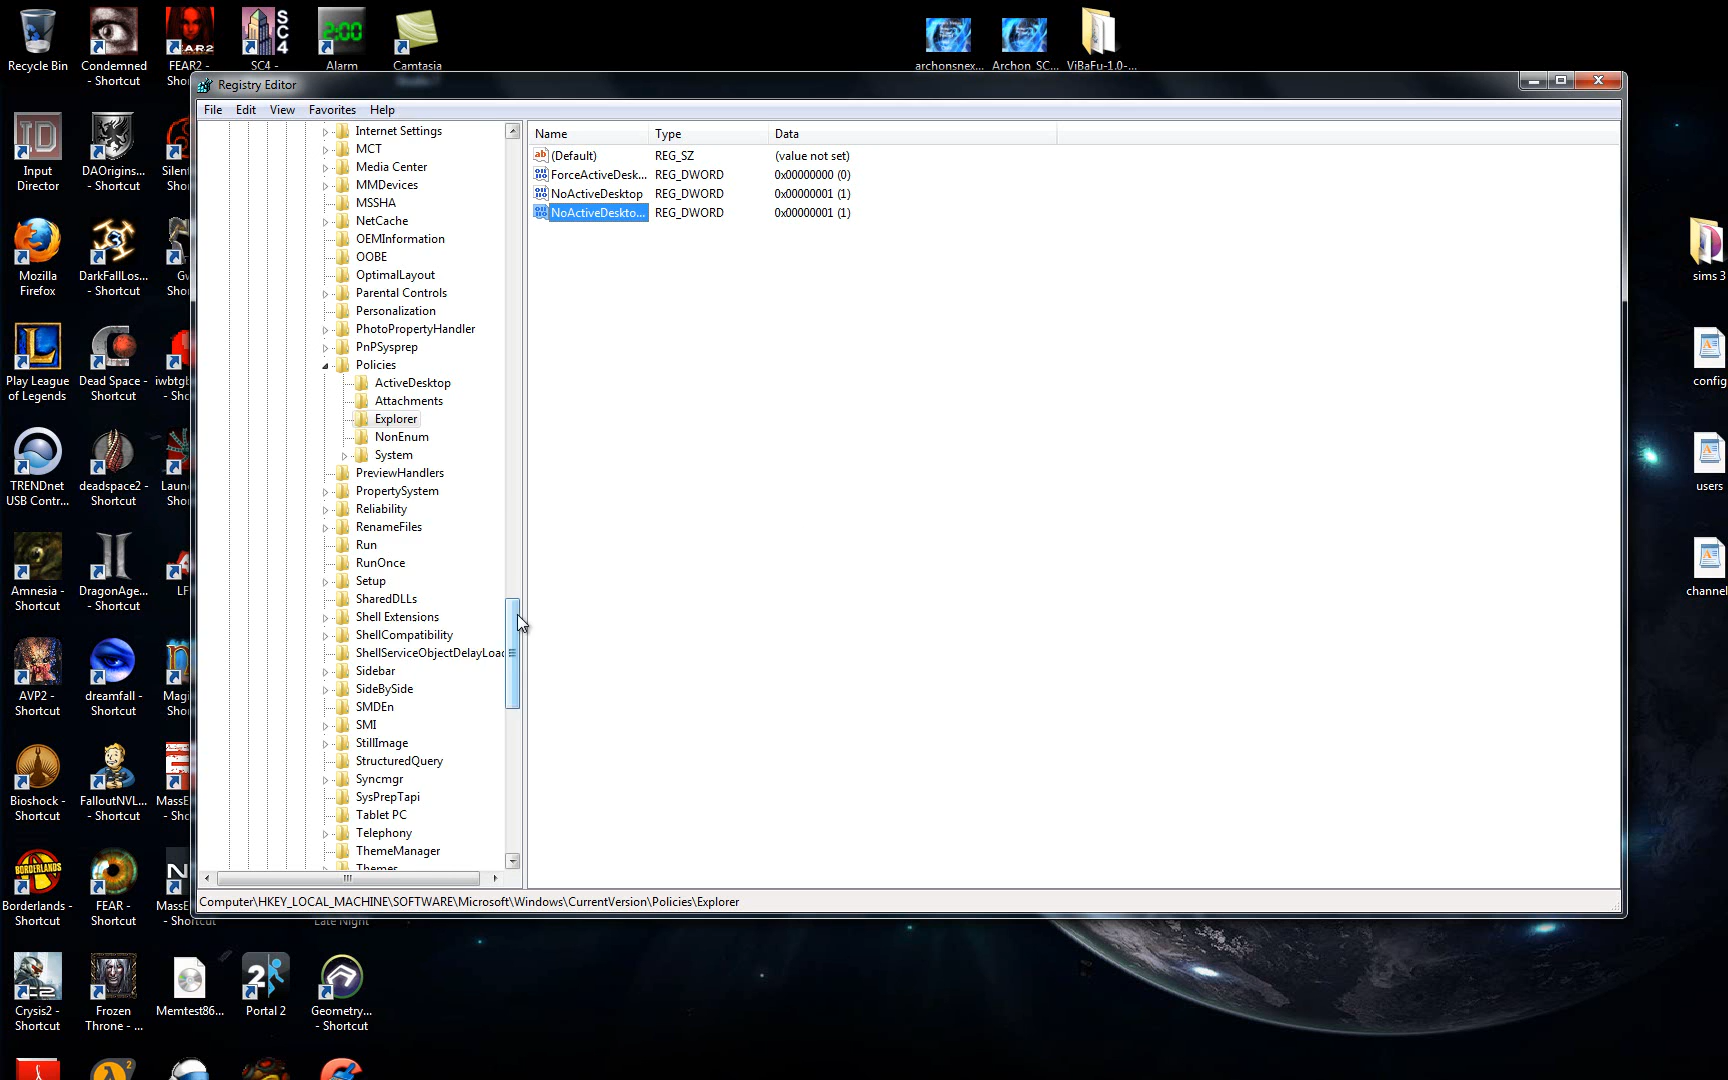 Recycle Bin
Condemned
- Shortcut
FEAR2 -
SC4 -
Alarm
Camtasia
archonsnex...
Archon_SC...
ViBaFu-1.0-...
Registry Editor
File Edit View Favorites Help
Internet Settings
MCT
Media Center
MMDevices
MSSHA
NetCache
OEMInformation
OOBE
OptimalLayout
Parental Controls
Personalization
PhotoPropertyHandler
PnPSysprep
Policies
ActiveDesktop
Attachments
Explorer
NonEnum
System
PreviewHandlers
PropertySystem
Reliability
RenameFiles
Run
RunOnce
Setup
SharedDLLs
Shell Extensions
ShellCompatibility
ShellServiceObjectDelayLoad
Sidebar
SideBySide
SMDEn
SMI
StillImage
StructuredQuery
Syncmgr
SysPrepTapi
Tablet PC
Telephony
ThemeManager
Themes
Name Type Data
(Default) REG_SZ (value not set)
ForceActiveDesk... REG_DWORD 0x00000000 (0)
NoActiveDesktop REG_DWORD 0x00000001 (1)
NoActiveDeskto... REG_DWORD 0x00000001 (1)
Computer\HKEY_LOCAL_MACHINE\SOFTWARE\Microsoft\Windows\CurrentVersion\Policies\Explorer
Input
Director
DAOrigins...
- Shortcut
Mozilla
Firefox
DarkFallLos...
- Shortcut
Play League
of Legends
Dead Space -
Shortcut
TRENDnet
USB Contr...
deadspace2 -
Shortcut
Amnesia -
Shortcut
DragonAge...
- Shortcut
AVP2 -
Shortcut
dreamfall -
Shortcut
Bioshock -
Shortcut
FalloutNVL...
- Shortcut
Borderlands -
Shortcut
FEAR -
Shortcut
- Shortcut
Late Night
Crysis2 -
Shortcut
Frozen
Throne - ...
Memtest86...
Portal 2
Geometry...
- Shortcut
sims 3
config
users
channel